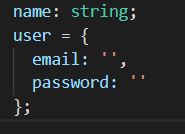 name: string;
user = {
email: '',
password: ''
};